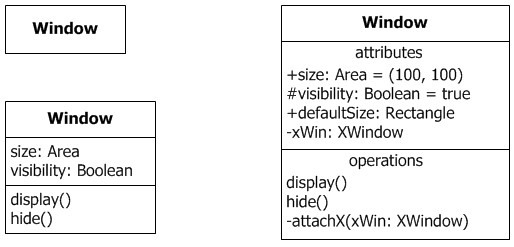 Window
Window
size: Area
visibility: Boolean
display()
hide()
Window
attributes
+size: Area = (100, 100)
#visibility: Boolean = true
+defaultSize: Rectangle
-xWin: XWindow
operations
display()
hide()
-attachX(xWin: XWindow)